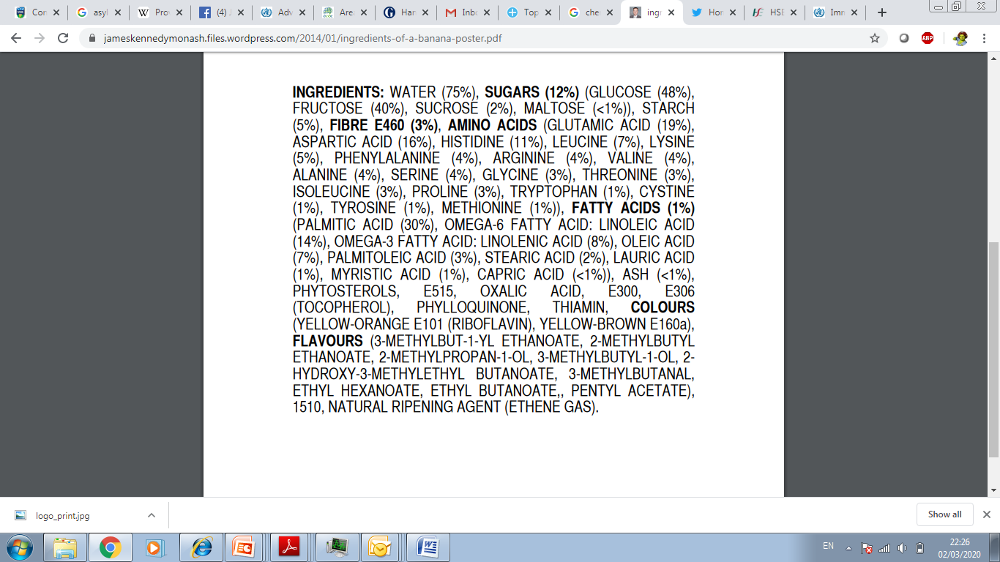 Con
asyl
Pro
(4) J
Adv
Area
Han
Inbo
Top
che
ingr
Hor
HSE
Imm
jameskennedymonash.files.wordpress.com/2014/01/ingredients-of-a-banana-poster.pdf
ABP
INGREDIENTS: WATER (75%), SUGARS (12%) (GLUCOSE (48%),
FRUCTOSE (40%), SUCROSE (2%), MALTOSE (<1%)), STARCH
(5%), FIBRE E460 (3%), AMINO ACIDS (GLUTAMIC ACID (19%),
ASPARTIC ACID (16%), HISTIDINE (11%), LEUCINE (7%), LYSINE
(5%), PHENYLALANINE (4%), ARGININE (4%), VALINE (4%),
ALANINE (4%), SERINE (4%), GLYCINE (3%), THREONINE (3%),
ISOLEUCINE (3%), PROLINE (3%), TRYPTOPHAN (1%), CYSTINE
(1%), TYROSINE (1%), METHIONINE (1%)), FATTY ACIDS (1%)
(PALMITIC ACID (30%), OMEGA-6 FATTY ACID: LINOLEIC ACID
(14%), OMEGA-3 FATTY ACID: LINOLENIC ACID (8%), OLEIC ACID
(7%), PALMITOLEIC ACID (3%), STEARIC ACID (2%), LAURIC ACID
(1%), MYRISTIC ACID (1%), CAPRIC ACID (<1%)), ASH (<1%),
PHYTOSTEROLS, E515, OXALIC ACID, E300, E306
(TOCOPHEROL), PHYLLOQUINONE, THIAMIN, COLOURS
(YELLOW-ORANGE E101 (RIBOFLAVIN), YELLOW-BROWN E160a),
FLAVOURS (3-METHYLBUT-1-YL ETHANOATE, 2-METHYLBUTYL
ETHANOATE, 2-METHYLPROPAN-1-OL, 3-METHYLBUTYL-1-OL, 2-
HYDROXY-3-METHYLETHYL BUTANOATE, 3-METHYLBUTANAL,
ETHYL HEXANOATE, ETHYL BUTANOATE,, PENTYL ACETATE),
1510, NATURAL RIPENING AGENT (ETHENE GAS).
logo_print.jpg
Show all
EN
22:26
02/03/2020